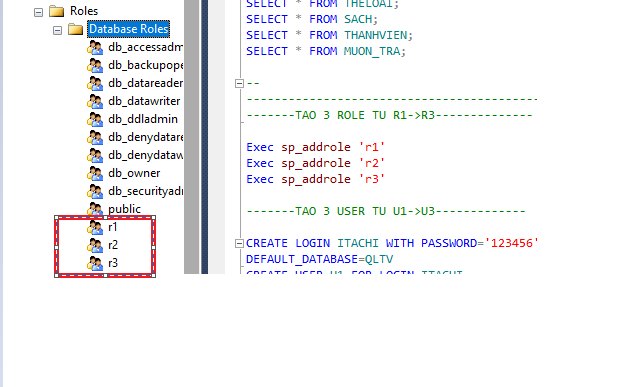 Roles
Database Roles
db_accessadm
db_backupope
db_datareader
db_datawriter
db_ddladmin
db_denydatare
db_denydataw
db_owner
db_securityadr
public
r1
r2
r3
SELECT * FROM THELOAI;
SELECT * FROM SACH;
SELECT * FROM THANHVIEN;
SELECT * FROM MUON_TRA;
--
------------------------------------
-------TAO 3 ROLE TU R1->R3--------------
Exec sp_addrole 'r1'
Exec sp_addrole 'r2'
Exec sp_addrole 'r3'
-------TAO 3 USER TU U1->U3-------------
CREATE LOGIN ITACHI WITH PASSWORD='123456'
DEFAULT_DATABASE=QLTV
CREATE USER U1 FOR LOGIN ITACHI